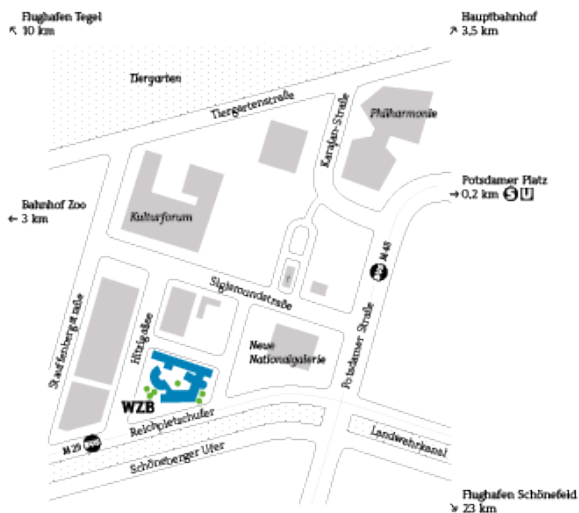 Flughafen Tegel
↖ 10 km
Hauptbahnhof
↗ 3,5 km
Tiergarten
Tiergartenstraße
Karajan-Straße
Philharmonie
Potsdamer Platz
→ 0,2 km S U
Bahnhof Zoo
← 3 km
Kulturforum
M 48
Sigismundstraße
Stauffenbergstraße
Hitzigallee
Neue
Nationalgalerie
Potsdamer Straße
WZB
Reichpietschufer
M 29
Landwehrkanal
Schöneberger Ufer
Flughafen Schönefeld
↘ 23 km